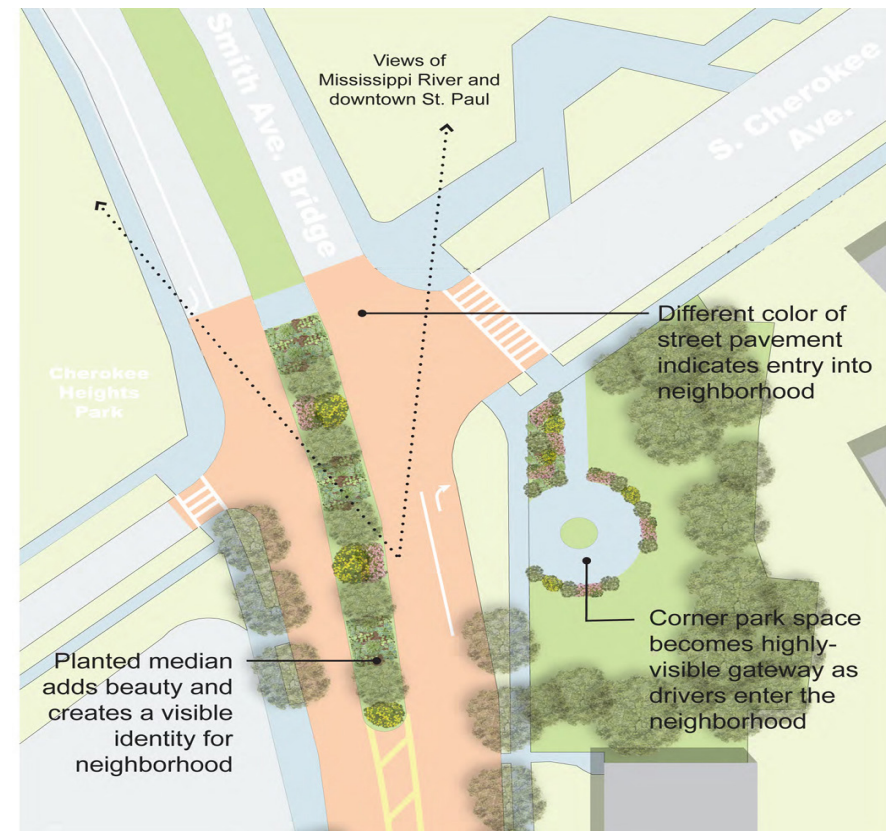 Smith Ave. Bridge
Views of
Mississippi River and
downtown St. Paul
S. Cherokee
Ave.
Different color of
street pavement
indicates entry into
neighborhood
Cherokee
Heights
Park
Corner park space
becomes highly-
visible gateway as
drivers enter the
neighborhood
Planted median
adds beauty and
creates a visible
identity for
neighborhood